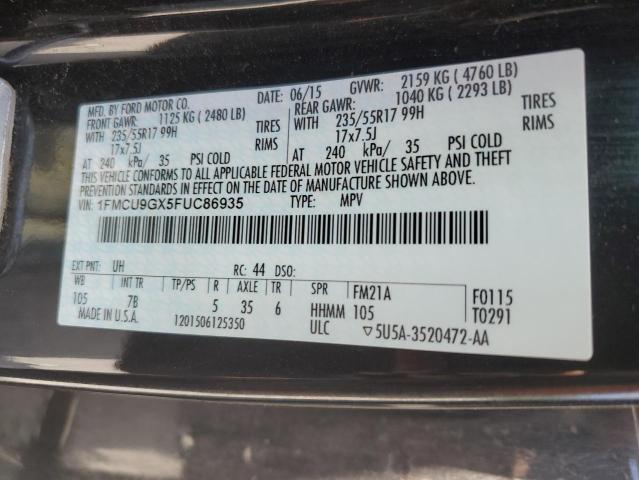 MFD. BY FORD MOTOR CO. DATE: 06/15 GVWR: 2159 KG ( 4760 LB)
FRONT GAWR: 1125 KG ( 2480 LB) REAR GAWR: 1040 KG ( 2293 LB)
WITH 235/55R17 99H TIRES WITH 235/55R17 99H TIRES
17x7.5J RIMS 17x7.5J RIMS
AT 240 kPa/ 35 PSI COLD AT 240 kPa/ 35 PSI COLD
THIS VEHICLE CONFORMS TO ALL APPLICABLE FEDERAL MOTOR VEHICLE SAFETY AND THEFT
PREVENTION STANDARDS IN EFFECT ON THE DATE OF MANUFACTURE SHOWN ABOVE.
VIN: 1FMCU9GX5FUC86935 TYPE: MPV
EXT PNT: UH RC: 44 DSO:
WB INT TR TP/PS R AXLE TR SPR FM21A F0115
105 7B 5 35 6 HHMM 105 T0291
MADE IN U.S.A. 1201506125350 ULC ▽5U5A-3520472-AA